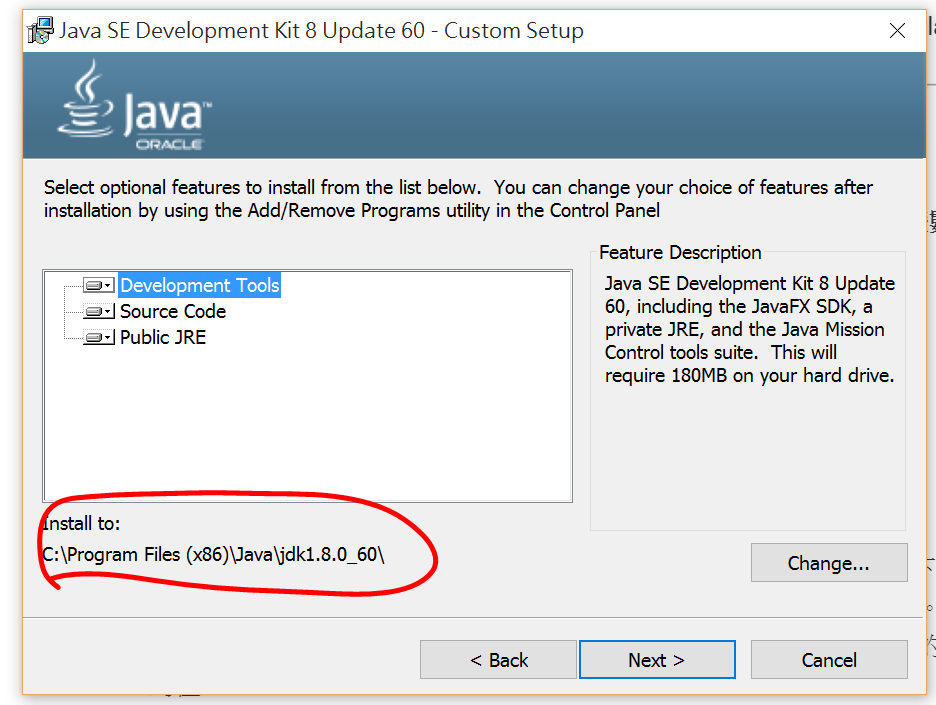 Java SE Development Kit 8 Update 60 - Custom Setup
Java™
ORACLE
Select optional features to install from the list below.  You can change your choice of features after
installation by using the Add/Remove Programs utility in the Control Panel
Development Tools
Source Code
Public JRE
Feature Description
Java SE Development Kit 8 Update
60, including the JavaFX SDK, a
private JRE, and the Java Mission
Control tools suite.  This will
require 180MB on your hard drive.
Install to:
C:\Program Files (x86)\Java\jdk1.8.0_60\
Change...
< Back
Next >
Cancel